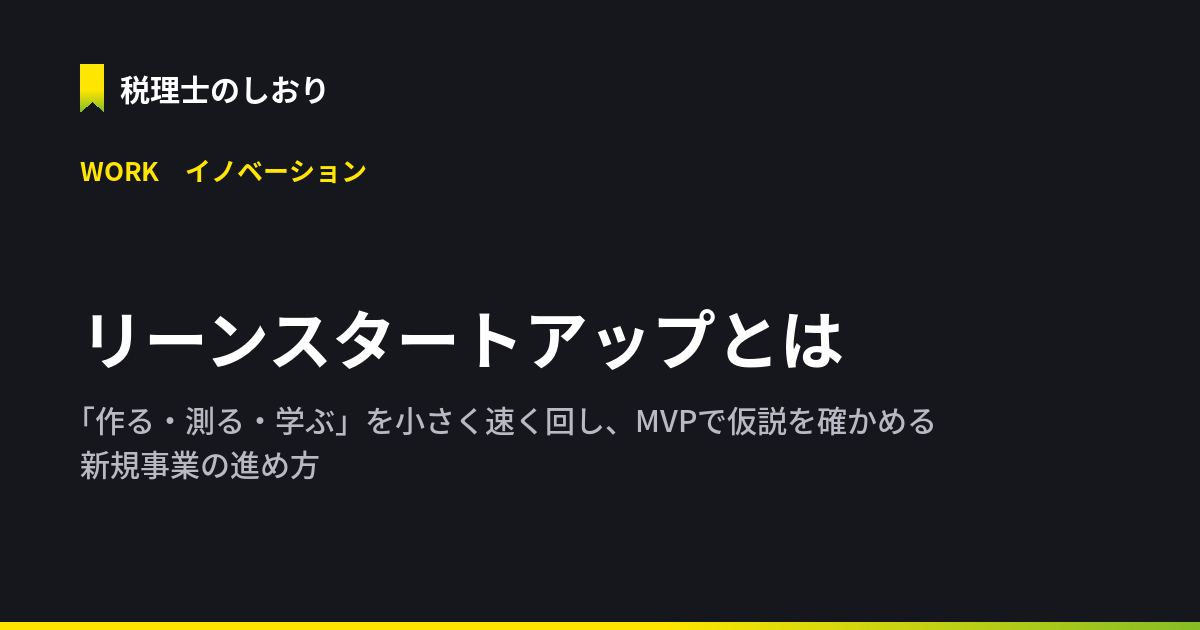 税理士のしおり
WORK　イノベーション
リーンスタートアップとは
「作る・測る・学ぶ」を小さく速く回し、MVPで仮説を確かめる
新規事業の進め方